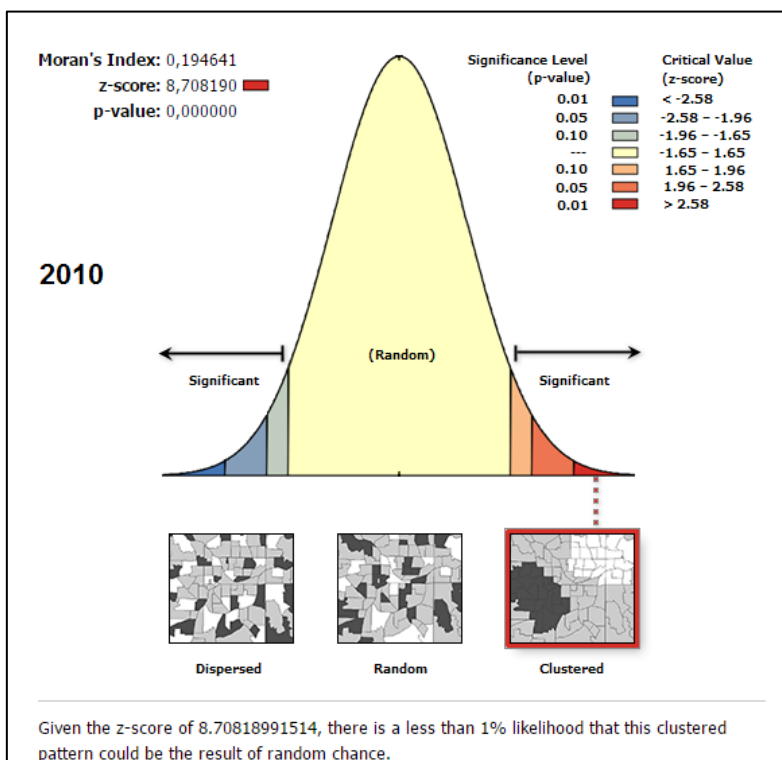 Moran's Index: 0,194641
z-score: 8,708190
p-value: 0,000000
Significance Level
(p-value)
Critical Value
(z-score)
0.01 < -2.58
0.05 -2.58 – -1.96
0.10 -1.96 – -1.65
--- -1.65 – 1.65
0.10 1.65 – 1.96
0.05 1.96 – 2.58
0.01 > 2.58
2010
(Random)
Significant
Significant
Dispersed
Random
Clustered
Given the z-score of 8.70818991514, there is a less than 1% likelihood that this clustered
pattern could be the result of random chance.